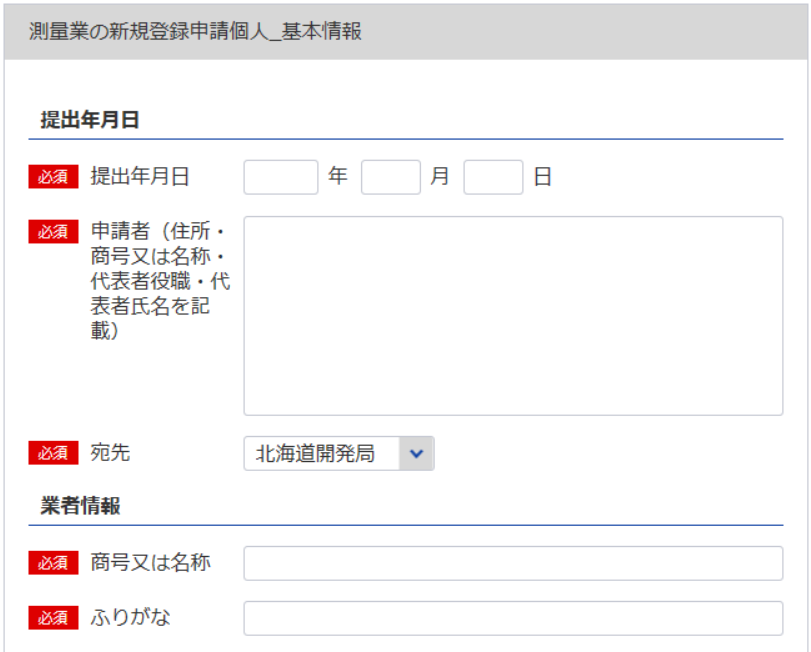 測量業の新規登録申請個人_基本情報
提出年月日
必須 提出年月日 年 月 日
必須 申請者（住所・
商号又は名称・
代表者役職・代
表者氏名を記
載）
必須 宛先 北海道開発局
業者情報
必須 商号又は名称
必須 ふりがな